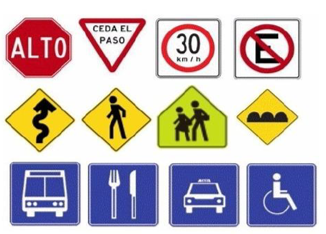 ALTO
CEDA EL
PASO
30
km / h
E